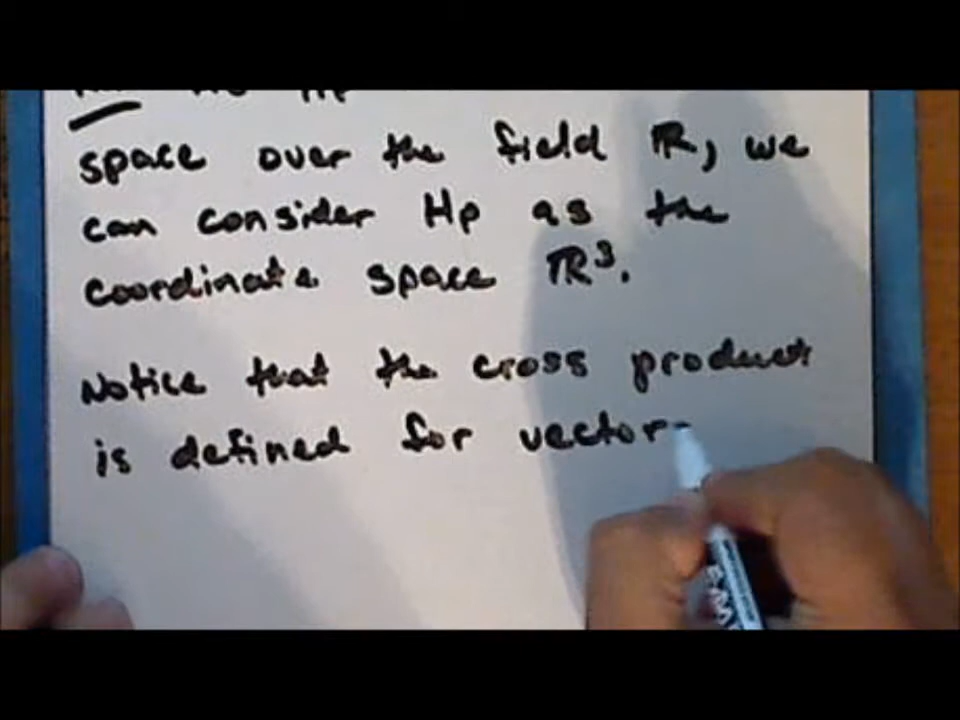 space over the field ℝ, we
can consider Hp as the
coordinate space ℝ³.
Notice that the cross product
is defined for vector